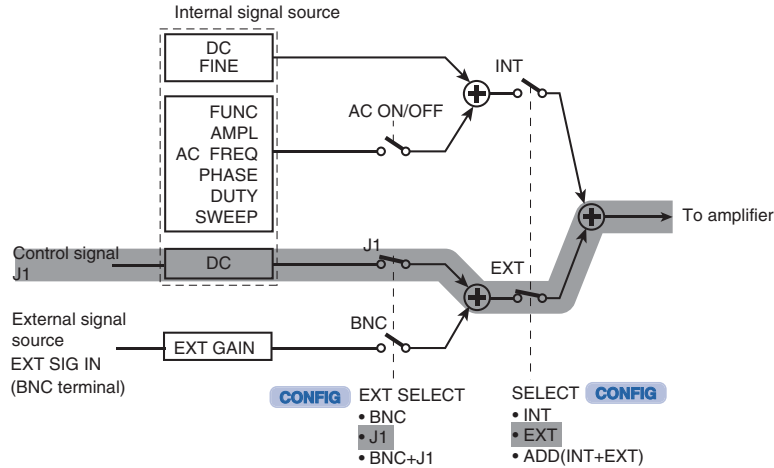 Internal signal source
DC
FINE
INT
FUNC
AMPL
AC FREQ
PHASE
DUTY
SWEEP
AC ON/OFF
To amplifier
Control signal
J1
DC
J1
EXT
External signal
source
EXT SIG IN
(BNC terminal)
EXT GAIN
BNC
CONFIG EXT SELECT
• BNC
• J1
• BNC+J1
SELECT CONFIG
• INT
• EXT
• ADD(INT+EXT)